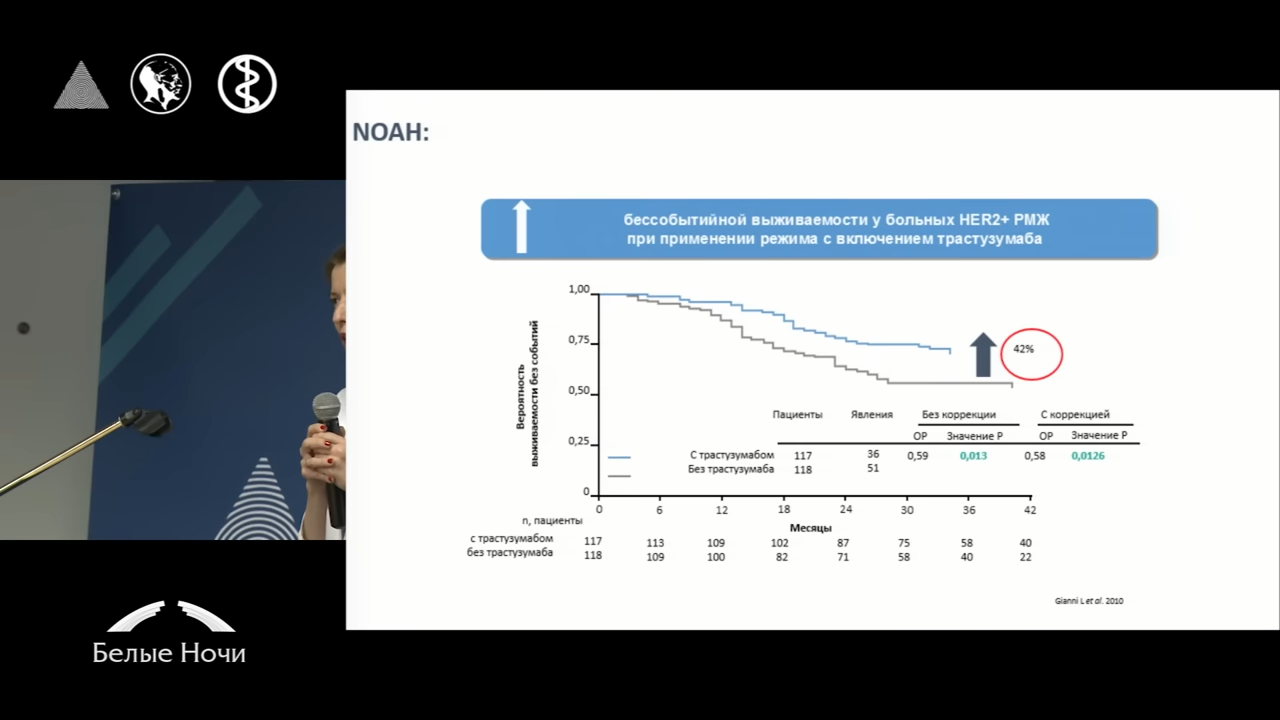 NOAH:
бессобытийной выживаемости у больных HER2+ РМЖ
при применении режима с включением трастузумаба
Вероятность
выживаемости без событий
1,00
0,75
0,50
0,25
0
42%
Пациенты Явления Без коррекции С коррекцией
ОР Значение P ОР Значение P
С трастузумабом 117 36 0,59 0,013 0,58 0,0126
Без трастузумаба 118 51
0 6 12 18 24 30 36 42
Месяцы
n, пациенты
с трастузумабом 117 113 109 102 87 75 58 40
без трастузумаба 118 109 100 82 71 58 40 22
Gianni L et al. 2010
Белые Ночи